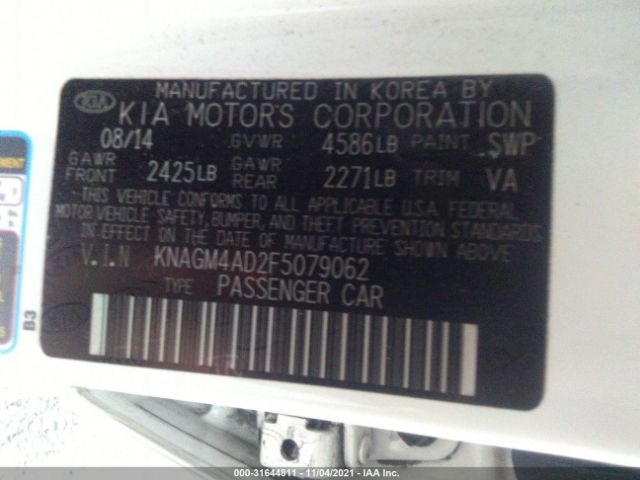 MANUFACTURED IN KOREA BY
KIA KIA MOTORS CORPORATION
08/14 GVWR 4586LB PAINT SWP
GAWR FRONT 2425LB GAWR REAR 2271LB TRIM VA
THIS VEHICLE CONFORMS TO ALL APPLICABLE U.S.A. FEDERAL
MOTOR VEHICLE SAFETY, BUMPER, AND THEFT PREVENTION STANDARDS
IN EFFECT ON THE DATE OF MANUFACTURE SHOWN ABOVE.
V.I.N KNAGM4AD2F5079062
TYPE PASSENGER CAR
B3
000-31644811 - 11/04/2021 - IAA Inc.